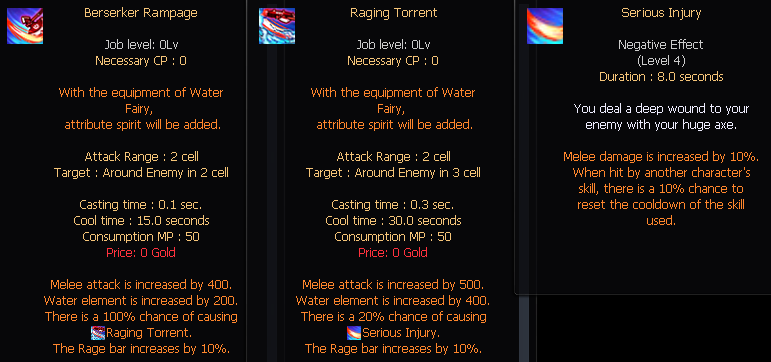 Berserker Rampage
Job level: 0Lv
Necessary CP : 0
With the equipment of Water
Fairy,
attribute spirit will be added.
Attack Range : 2 cell
Target : Around Enemy in 2 cell
Casting time : 0.1 sec.
Cool time : 15.0 seconds
Consumption MP : 50
Price: 0 Gold
Melee attack is increased by 400.
Water element is increased by 200.
There is a 100% chance of causing
Raging Torrent.
The Rage bar increases by 10%.
Raging Torrent
Job level: 0Lv
Necessary CP : 0
With the equipment of Water
Fairy,
attribute spirit will be added.
Attack Range : 2 cell
Target : Around Enemy in 3 cell
Casting time : 0.3 sec.
Cool time : 30.0 seconds
Consumption MP : 50
Price: 0 Gold
Melee attack is increased by 500.
Water element is increased by 400.
There is a 20% chance of causing
Serious Injury.
The Rage bar increases by 10%.
Serious Injury
Negative Effect
(Level 4)
Duration : 8.0 seconds
You deal a deep wound to your
enemy with your huge axe.
Melee damage is increased by 10%.
When hit by another character's
skill, there is a 10% chance to
reset the cooldown of the skill
used.